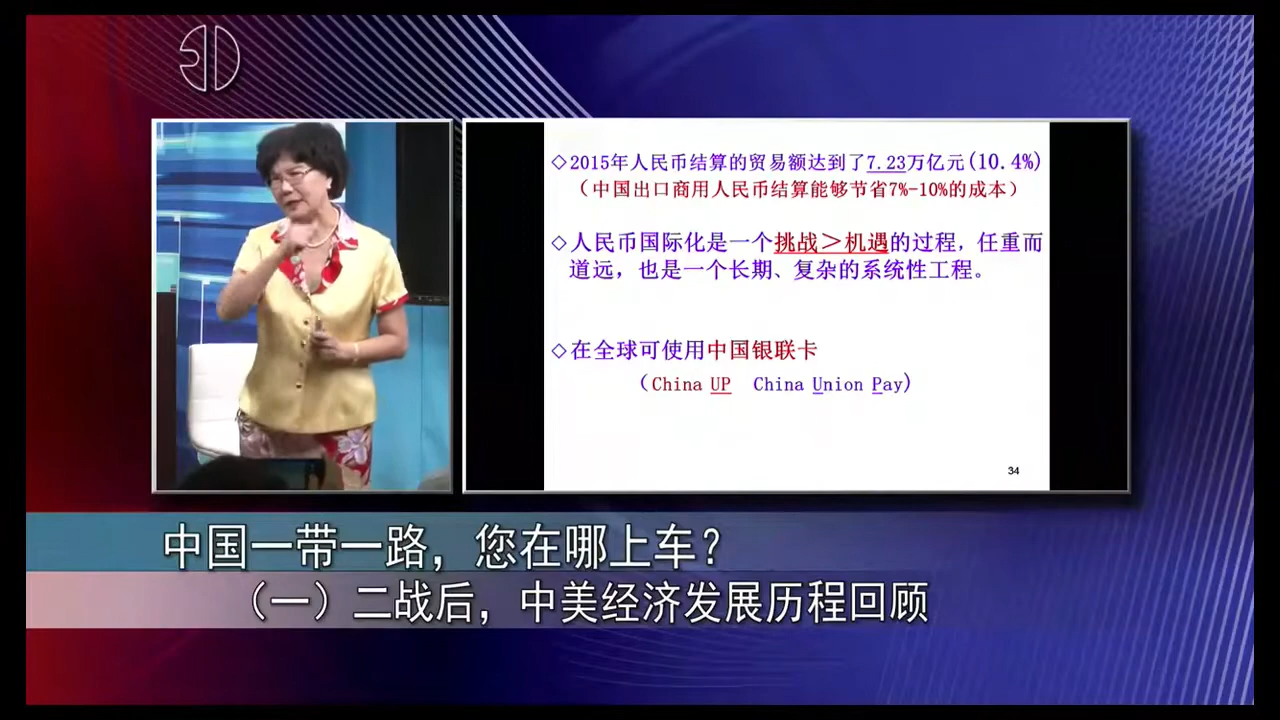 ◇2015年人民币结算的贸易额达到了7.23万亿元(10.4%)
（中国出口商用人民币结算能够节省7%-10%的成本）
◇人民币国际化是一个挑战＞机遇的过程，任重而
道远，也是一个长期、复杂的系统性工程。
◇在全球可使用中国银联卡
（China UP China Union Pay）
34
中国一带一路，您在哪上车？
（一）二战后，中美经济发展历程回顾